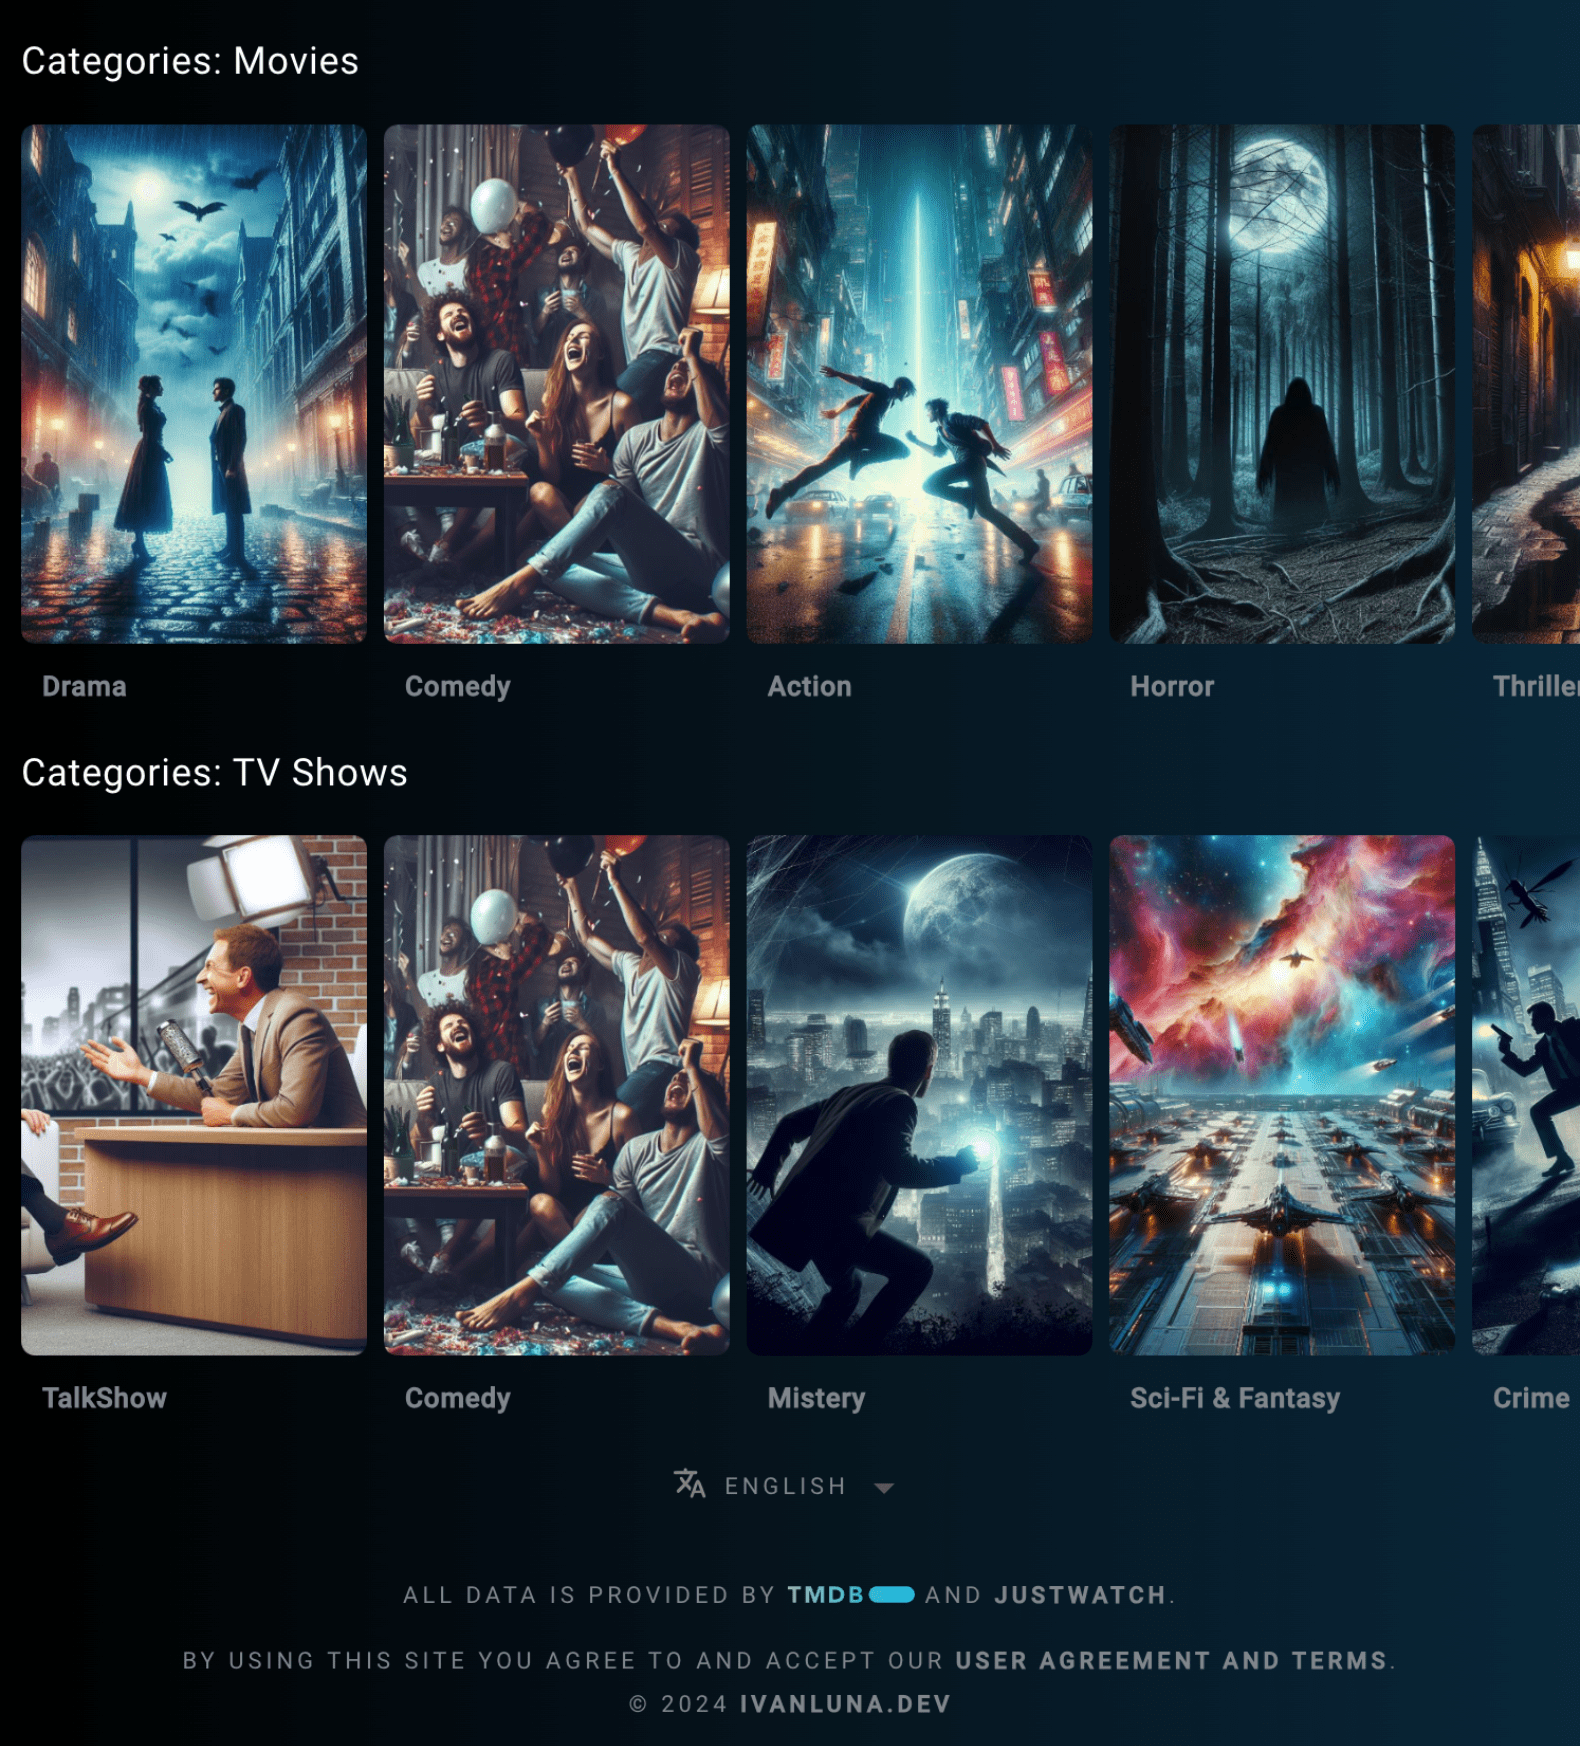 Categories: Movies
Drama
Comedy
Action
Horror
Categories: TV Shows
TalkShow
Comedy
Mistery
Sci-Fi & Fantasy
Crime
ENGLISH
ALL DATA IS PROVIDED BY TMDB AND JUSTWATCH.
BY USING THIS SITE YOU AGREE TO AND ACCEPT OUR USER AGREEMENT AND TERMS.
© 2024 IVANLUNA.DEV